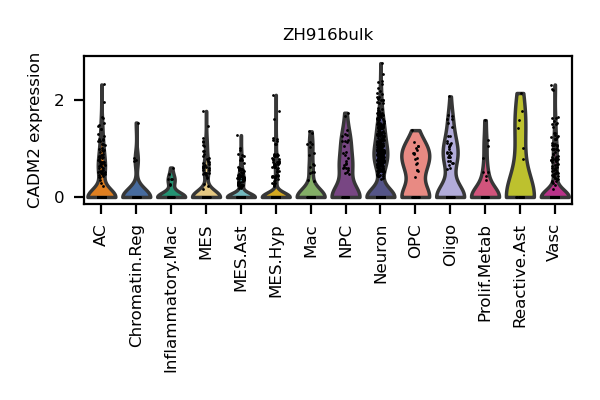 ZH916bulk
CADM2 expression
2
0
AC
Chromatin.Reg
Inflammatory.Mac
MES
MES.Ast
MES.Hyp
Mac
NPC
Neuron
OPC
Oligo
Prolif.Metab
Reactive.Ast
Vasc